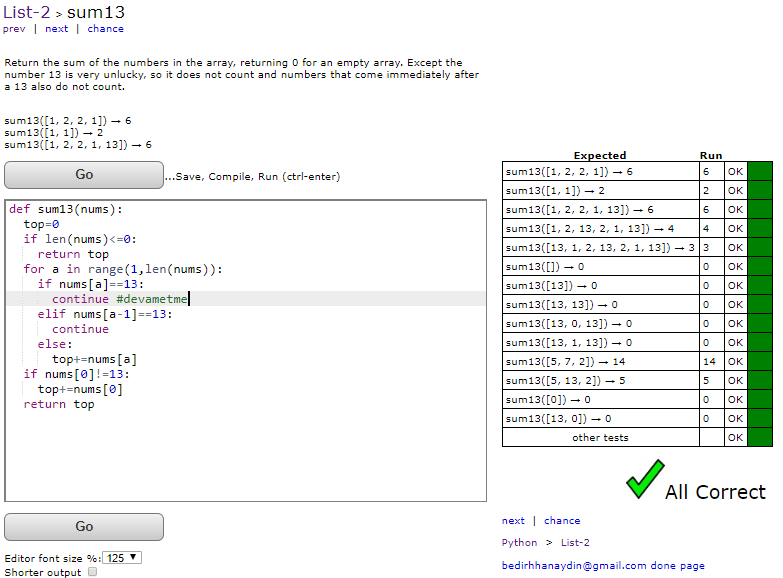 List-2 > sum13
prev | next | chance
Return the sum of the numbers in the array, returning 0 for an empty array. Except the
number 13 is very unlucky, so it does not count and numbers that come immediately after
a 13 also do not count.
sum13([1, 2, 2, 1]) → 6
sum13([1, 1]) → 2
sum13([1, 2, 2, 1, 13]) → 6
Go
...Save, Compile, Run (ctrl-enter)
def sum13(nums):
  top=0
  if len(nums)<=0:
    return top
  for a in range(1,len(nums)):
    if nums[a]==13:
      continue #devametme
    elif nums[a-1]==13:
      continue
    else:
      top+=nums[a]
  if nums[0]!=13:
    top+=nums[0]
  return top
Go
Editor font size %: 125 ▼
Shorter output
Expected Run
sum13([1, 2, 2, 1]) → 6 6 OK
sum13([1, 1]) → 2 2 OK
sum13([1, 2, 2, 1, 13]) → 6 6 OK
sum13([1, 2, 13, 2, 1, 13]) → 4 4 OK
sum13([13, 1, 2, 13, 2, 1, 13]) → 3 3 OK
sum13([]) → 0 0 OK
sum13([13]) → 0 0 OK
sum13([13, 13]) → 0 0 OK
sum13([13, 0, 13]) → 0 0 OK
sum13([13, 1, 13]) → 0 0 OK
sum13([5, 7, 2]) → 14 14 OK
sum13([5, 13, 2]) → 5 5 OK
sum13([0]) → 0 0 OK
sum13([13, 0]) → 0 0 OK
other tests OK
All Correct
next | chance
Python > List-2
bedirhhanaydin@gmail.com done page